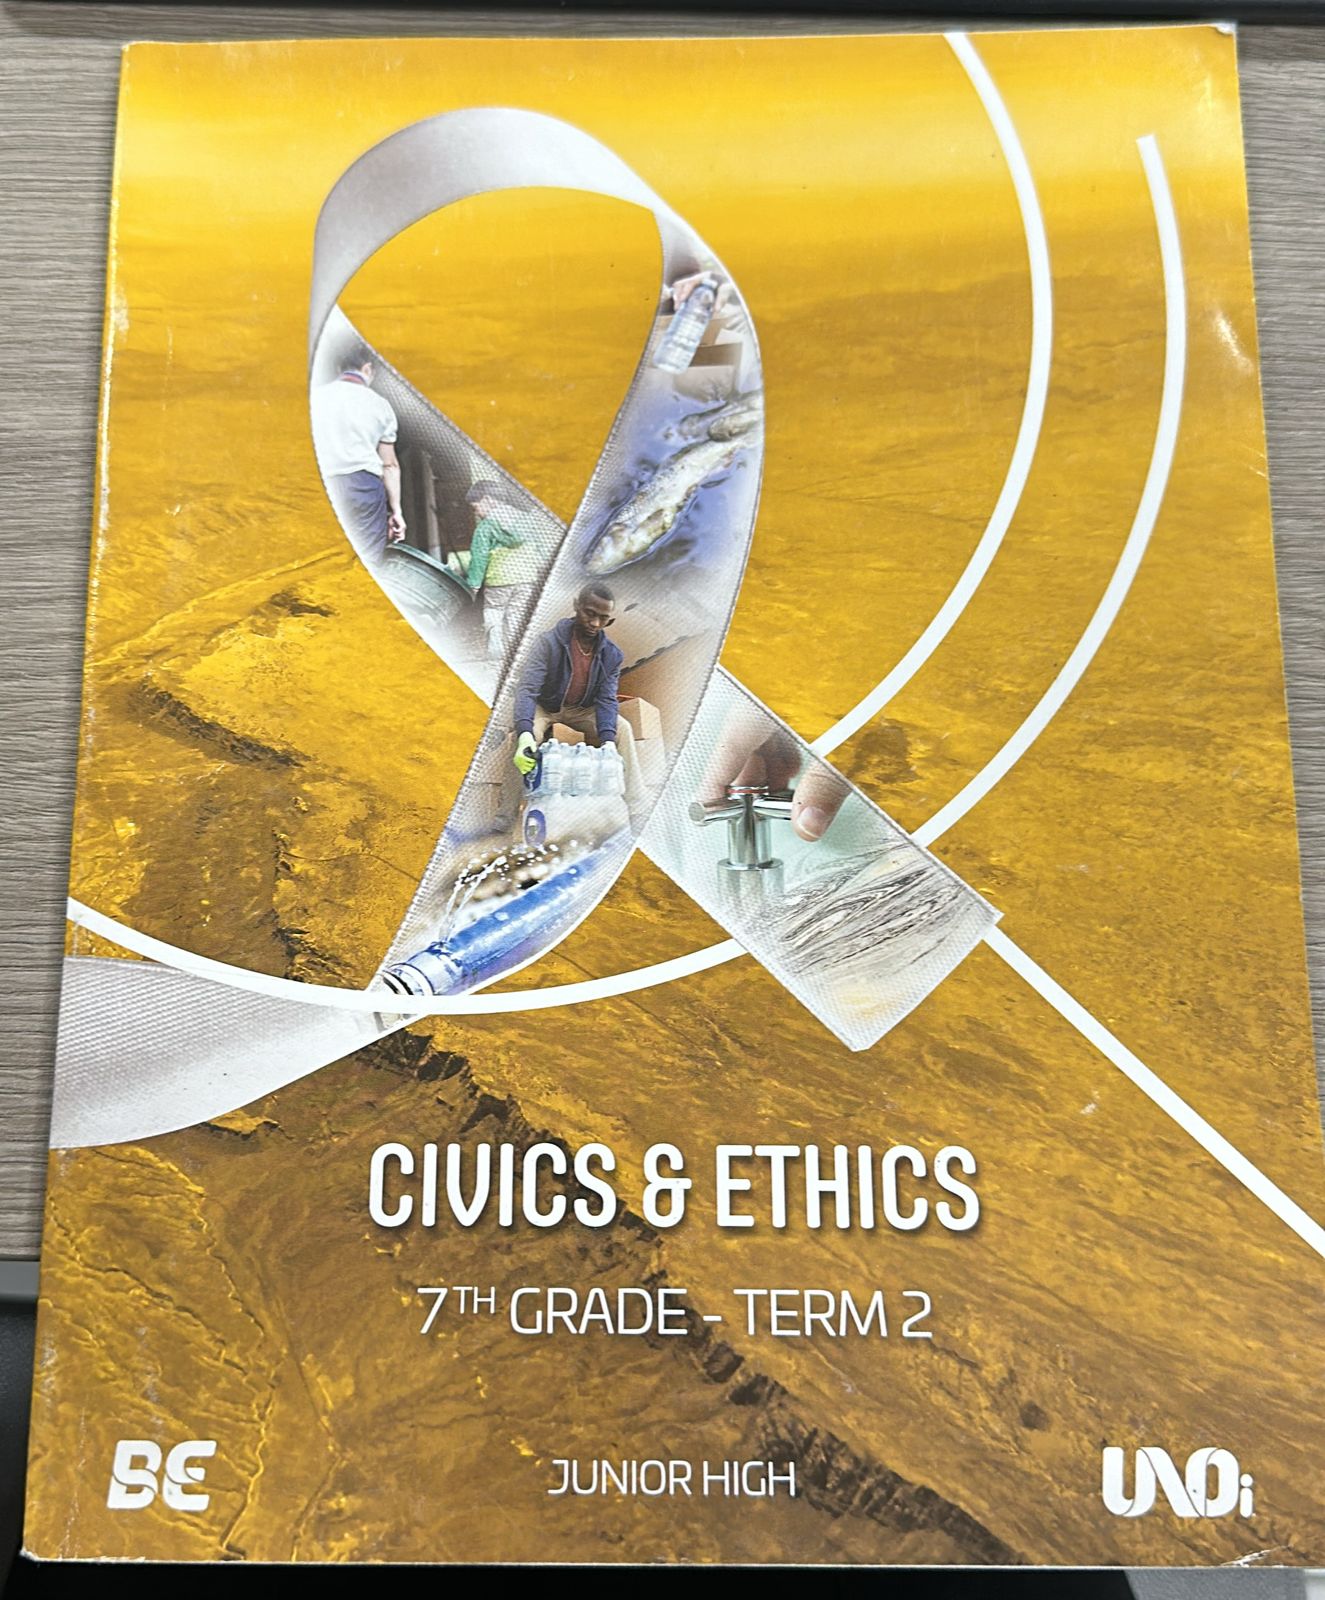 CIVICS & ETHICS
7TH GRADE - TERM 2
BE
JUNIOR HIGH
UNOi